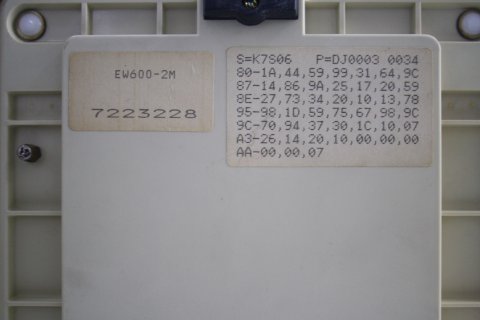 EW600-2M
7223228
S=K7S06 P=DJ0003 0034
80-1A,44,59,99,31,64,9C
87-14,86,9A,25,17,20,59
8E-27,73,34,20,10,13,78
95-98,1D,59,75,67,98,9C
9C-70,94,37,30,1C,10,07
A3-26,14,20,10,00,00,00
AA-00,00,07